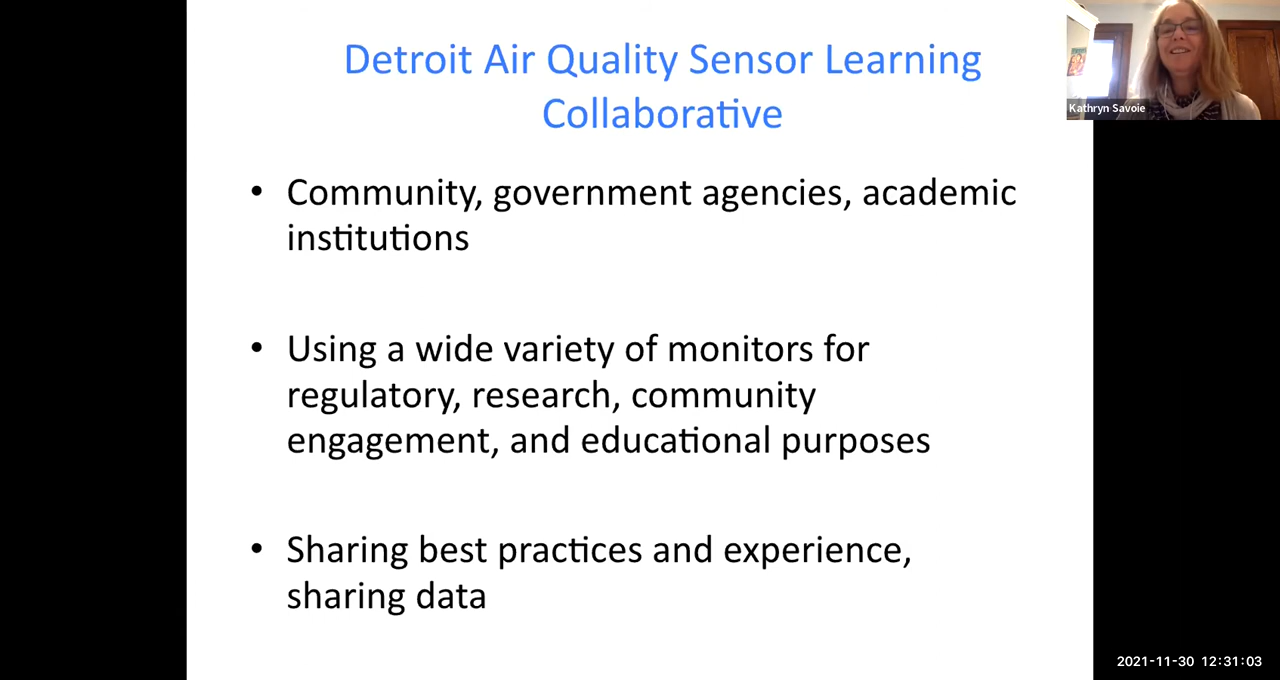 Detroit Air Quality Sensor Learning
Collaborative
Kathryn Savoie
• Community, government agencies, academic
institutions
• Using a wide variety of monitors for
regulatory, research, community
engagement, and educational purposes
• Sharing best practices and experience,
sharing data
2021-11-30 12:31:03